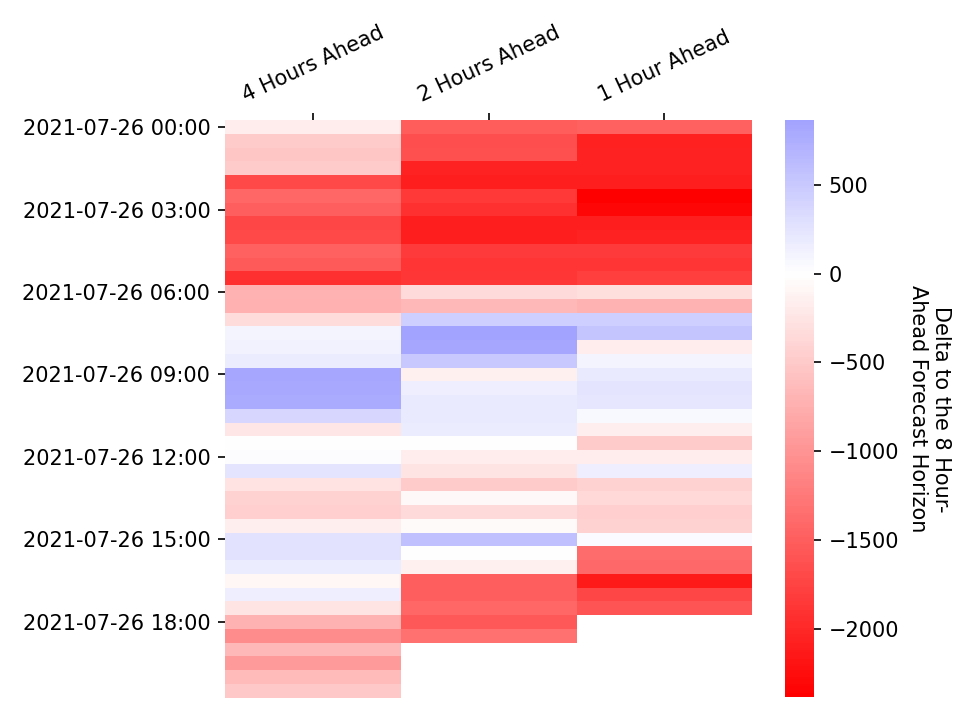 4 Hours Ahead
2 Hours Ahead
1 Hour Ahead
2021-07-26 00:00
2021-07-26 03:00
2021-07-26 06:00
2021-07-26 09:00
2021-07-26 12:00
2021-07-26 15:00
2021-07-26 18:00
500
0
−500
−1000
−1500
−2000
Delta to the 8 Hour-
Ahead Forecast Horizon